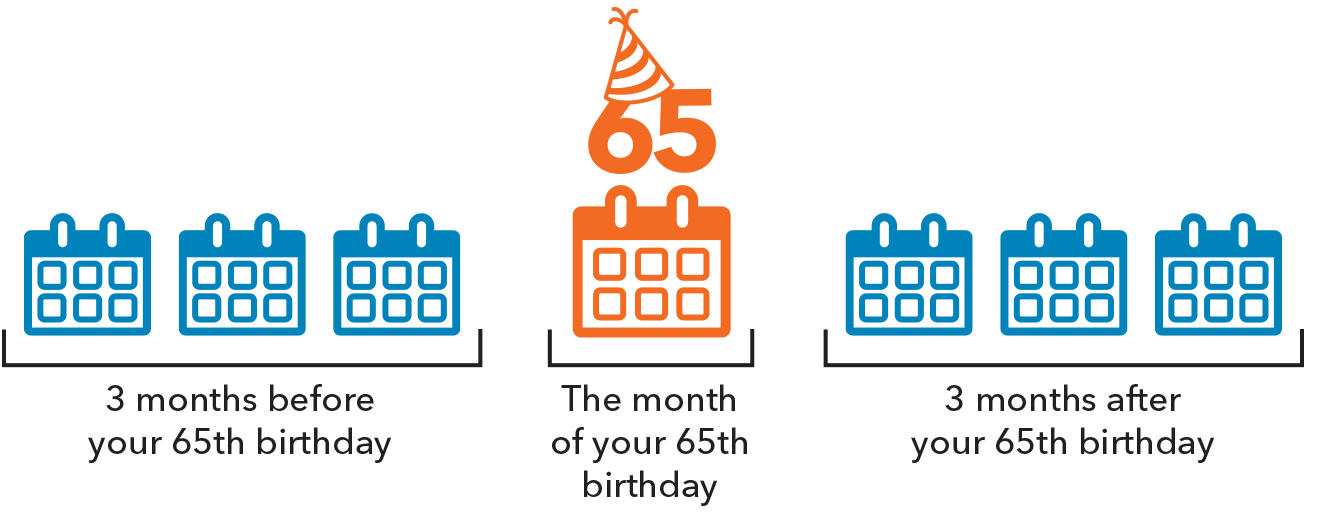 65
3 months before
your 65th birthday
The month
of your 65th
birthday
3 months after
your 65th birthday